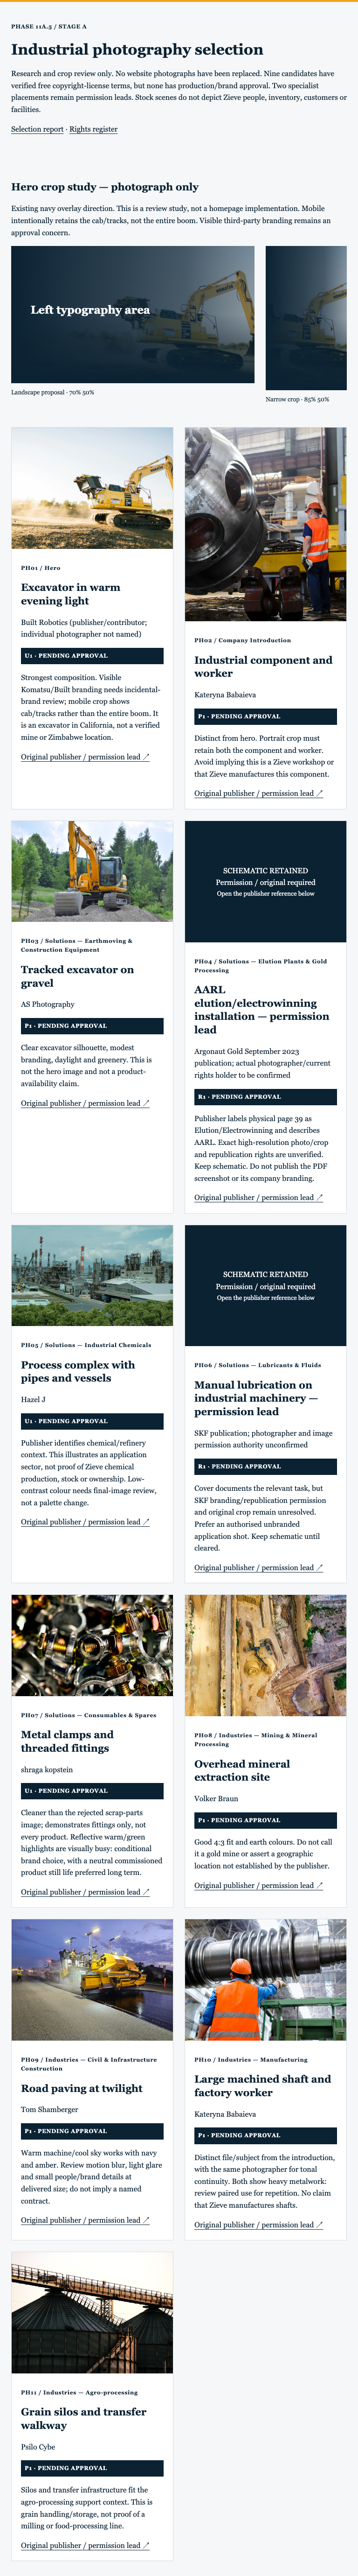 PHASE 11A.5 / STAGE A
Industrial photography selection
Research and crop review only. No website photographs have been replaced. Nine candidates have
verified free copyright-license terms, but none has production/brand approval. Two specialist
placements remain permission leads. Stock scenes do not depict Zieve people, inventory, customers or
facilities.
Selection report · Rights register
Hero crop study — photograph only
Existing navy overlay direction. This is a review study, not a homepage implementation. Mobile
intentionally retains the cab/tracks, not the entire boom. Visible third-party branding remains an
approval concern.
Left typography area
Landscape proposal · 70% 50%
Narrow crop · 85% 50%
PH01 / Hero
Excavator in warm
evening light
Built Robotics (publisher/contributor;
individual photographer not named)
U1 · PENDING APPROVAL
Strongest composition. Visible
Komatsu/Built branding needs incidental-
brand review; mobile crop shows
cab/tracks rather than the entire boom. It
is an excavator in California, not a verified
mine or Zimbabwe location.
Original publisher / permission lead ↗
PH02 / Company Introduction
Industrial component and
worker
Kateryna Babaieva
P1 · PENDING APPROVAL
Distinct from hero. Portrait crop must
retain both the component and worker.
Avoid implying this is a Zieve workshop or
that Zieve manufactures this component.
Original publisher / permission lead ↗
PH03 / Solutions — Earthmoving &
Construction Equipment
Tracked excavator on
gravel
AS Photography
P1 · PENDING APPROVAL
Clear excavator silhouette, modest
branding, daylight and greenery. This is
not the hero image and not a product-
availability claim.
Original publisher / permission lead ↗
SCHEMATIC RETAINED
Permission / original required
Open the publisher reference below
PH04 / Solutions — Elution Plants & Gold
Processing
AARL
elution/electrowinning
installation — permission
lead
Argonaut Gold September 2023
publication; actual photographer/current
rights holder to be confirmed
R1 · PENDING APPROVAL
Publisher labels physical page 39 as
Elution/Electrowinning and describes
AARL. Exact high-resolution photo/crop
and republication rights are unverified.
Keep schematic. Do not publish the PDF
screenshot or its company branding.
Original publisher / permission lead ↗
PH05 / Solutions — Industrial Chemicals
Process complex with
pipes and vessels
Hazel J
U1 · PENDING APPROVAL
Publisher identifies chemical/refinery
context. This illustrates an application
sector, not proof of Zieve chemical
production, stock or ownership. Low-
contrast colour needs final-image review,
not a palette change.
Original publisher / permission lead ↗
SCHEMATIC RETAINED
Permission / original required
Open the publisher reference below
PH06 / Solutions — Lubricants & Fluids
Manual lubrication on
industrial machinery —
permission lead
SKF publication; photographer and image
permission authority unconfirmed
R1 · PENDING APPROVAL
Cover documents the relevant task, but
SKF branding/republication permission
and original crop remain unresolved.
Prefer an authorised unbranded
application shot. Keep schematic until
cleared.
Original publisher / permission lead ↗
PH07 / Solutions — Consumables & Spares
Metal clamps and
threaded fittings
shraga kopstein
U1 · PENDING APPROVAL
Cleaner than the rejected scrap-parts
image; demonstrates fittings only, not
every product. Reflective warm/green
highlights are visually busy: conditional
brand choice, with a neutral commissioned
product still life preferred long term.
Original publisher / permission lead ↗
PH08 / Industries — Mining & Mineral
Processing
Overhead mineral
extraction site
Volker Braun
P1 · PENDING APPROVAL
Good 4:3 fit and earth colours. Do not call
it a gold mine or assert a geographic
location not established by the publisher.
Original publisher / permission lead ↗
PH09 / Industries — Civil & Infrastructure
Construction
Road paving at twilight
Tom Shamberger
P1 · PENDING APPROVAL
Warm machine/cool sky works with navy
and amber. Review motion blur, light glare
and small people/brand details at
delivered size; do not imply a named
contract.
Original publisher / permission lead ↗
PH10 / Industries — Manufacturing
Large machined shaft and
factory worker
Kateryna Babaieva
P1 · PENDING APPROVAL
Distinct file/subject from the introduction,
with the same photographer for tonal
continuity. Both show heavy metalwork:
review paired use for repetition. No claim
that Zieve manufactures shafts.
Original publisher / permission lead ↗
PH11 / Industries — Agro-processing
Grain silos and transfer
walkway
Psilo Cybe
P1 · PENDING APPROVAL
Silos and transfer infrastructure fit the
agro-processing support context. This is
grain handling/storage, not proof of a
milling or food-processing line.
Original publisher / permission lead ↗